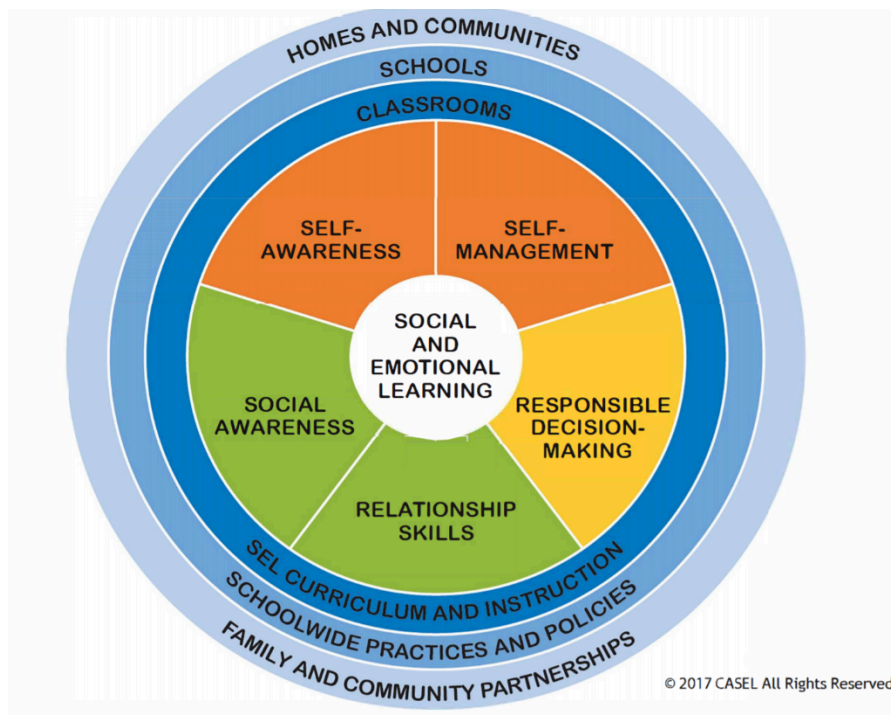 HOMES AND COMMUNITIES
SCHOOLS
CLASSROOMS
SELF-
AWARENESS
SELF-
MANAGEMENT
SOCIAL
AND
EMOTIONAL
LEARNING
SOCIAL
AWARENESS
RESPONSIBLE
DECISION-
MAKING
RELATIONSHIP
SKILLS
SEL CURRICULUM AND INSTRUCTION
SCHOOLWIDE PRACTICES AND POLICIES
FAMILY AND COMMUNITY PARTNERSHIPS
© 2017 CASEL All Rights Reserved